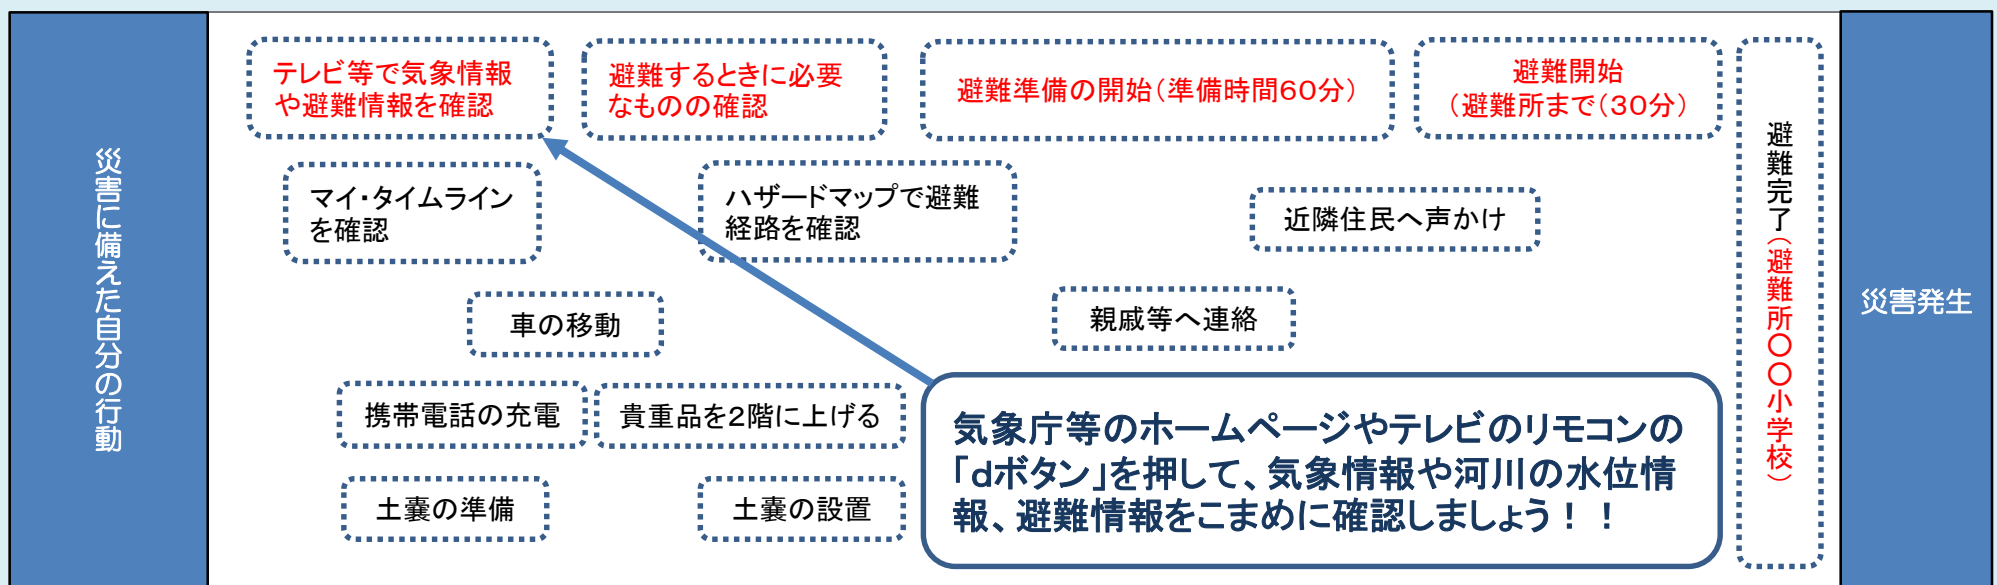 災害に備えた自分の行動
テレビ等で気象情報
や避難情報を確認
避難するときに必要
なものの確認
避難準備の開始（準備時間60分）
避難開始
（避難所まで（30分）
マイ・タイムライン
を確認
ハザードマップで避難
経路を確認
近隣住民へ声かけ
車の移動
親戚等へ連絡
携帯電話の充電
貴重品を2階に上げる
土嚢の準備
土嚢の設置
気象庁等のホームページやテレビのリモコンの
「dボタン」を押して、気象情報や河川の水位情
報、避難情報をこまめに確認しましょう！！
避難完了（避難所〇〇小学校）
災害発生